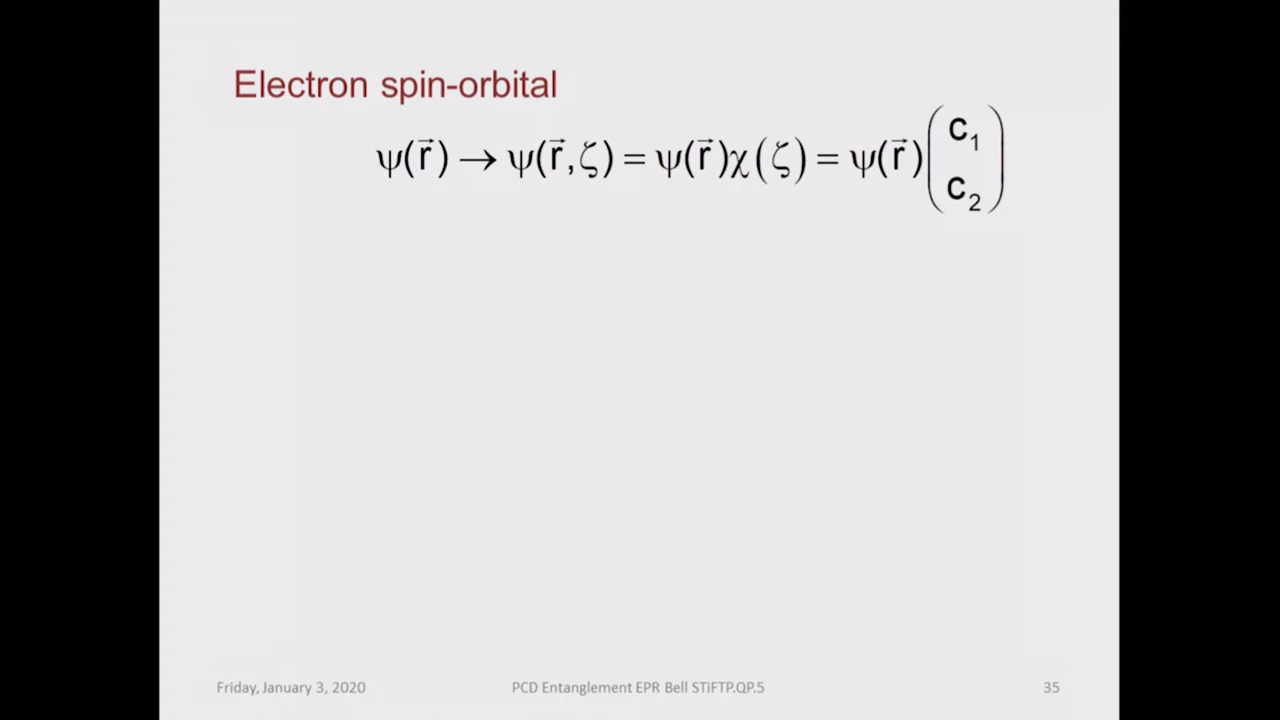 Electron spin-orbital
ψ(r⃗) → ψ(r⃗,ζ) = ψ(r⃗)χ(ζ) = ψ(r⃗)(c₁
c₂)
Friday, January 3, 2020 PCD Entanglement EPR Bell STiFTP.QP.5 35